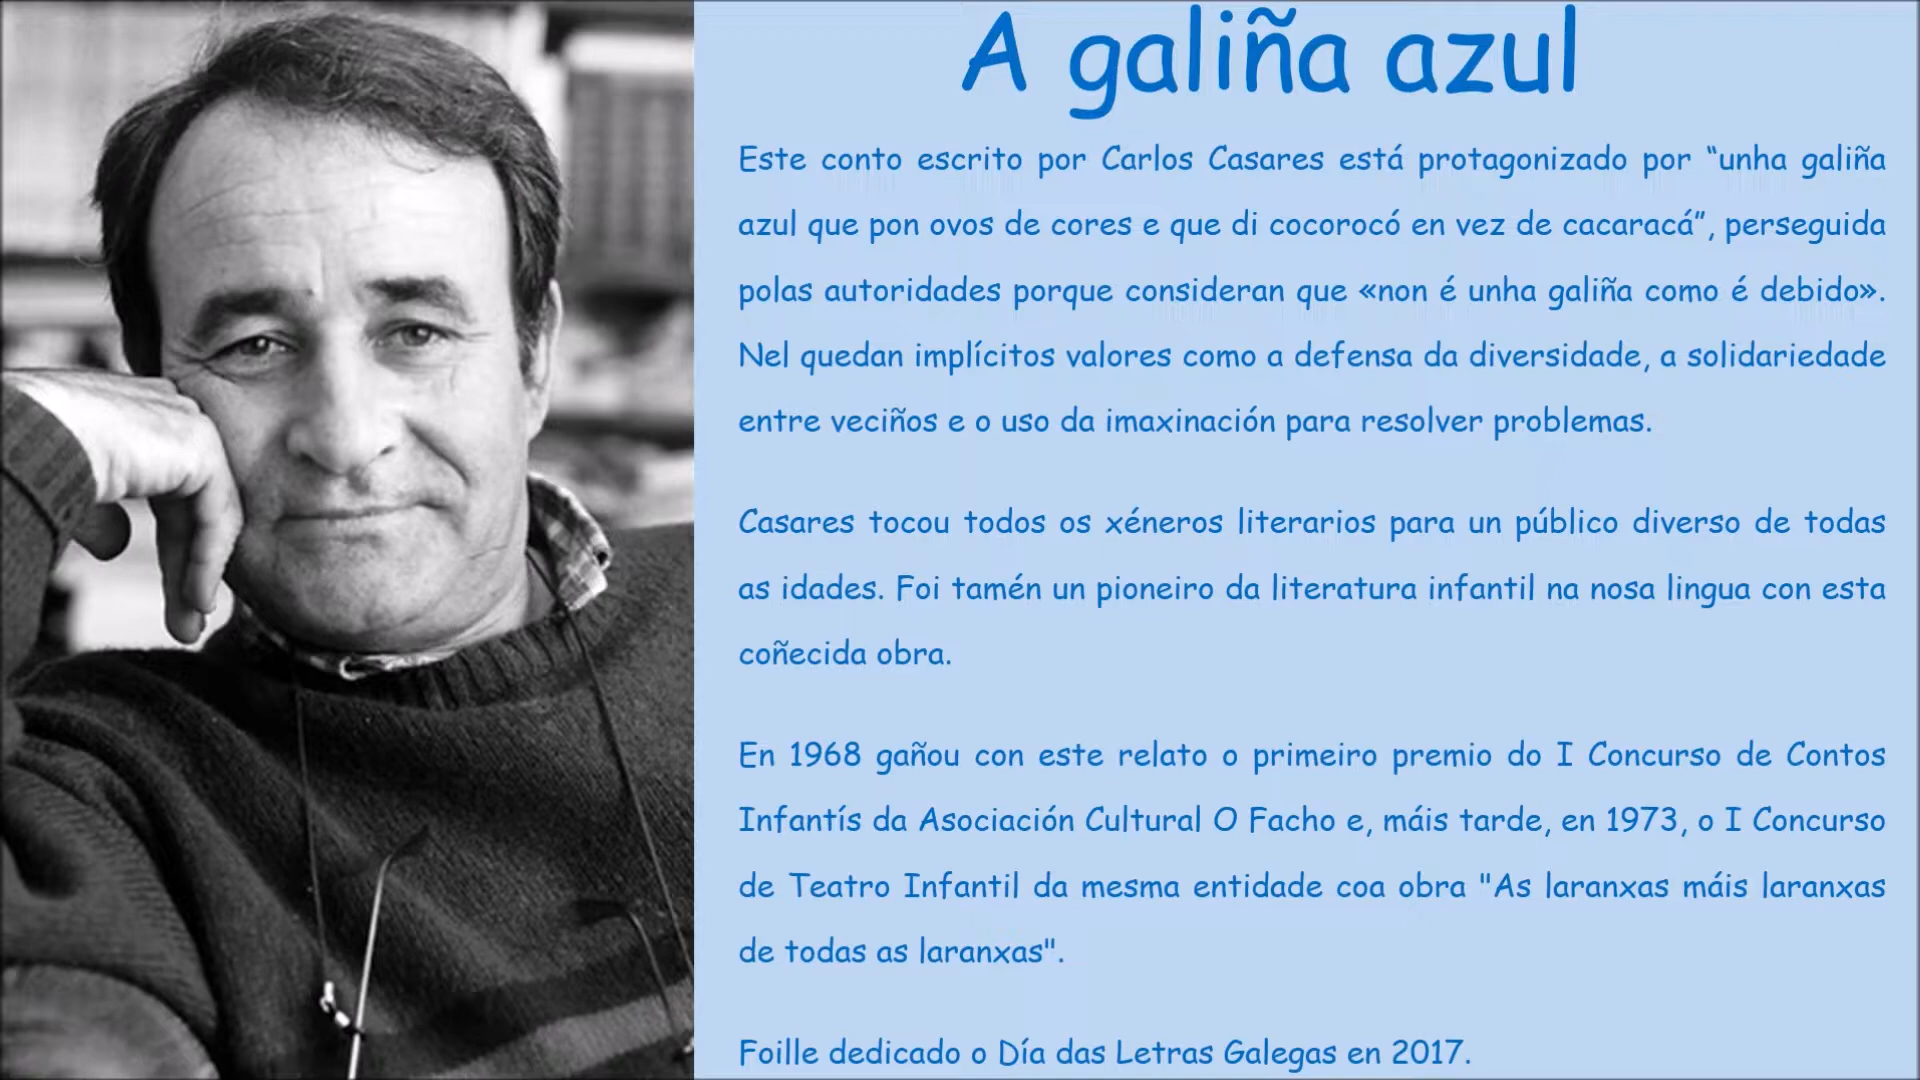 A galiña azul
Este conto escrito por Carlos Casares está protagonizado por “unha galiña
azul que pon ovos de cores e que di cocorocó en vez de cacaracá”, perseguida
polas autoridades porque consideran que «non é unha galiña como é debido».
Nel quedan implícitos valores como a defensa da diversidade, a solidariedade
entre veciños e o uso da imaxinación para resolver problemas.
Casares tocou todos os xéneros literarios para un público diverso de todas
as idades. Foi tamén un pioneiro da literatura infantil na nosa lingua con esta
coñecida obra.
En 1968 gañou con este relato o primeiro premio do I Concurso de Contos
Infantís da Asociación Cultural O Facho e, máis tarde, en 1973, o I Concurso
de Teatro Infantil da mesma entidade coa obra "As laranxas máis laranxas
de todas as laranxas".
Foille dedicado o Día das Letras Galegas en 2017.